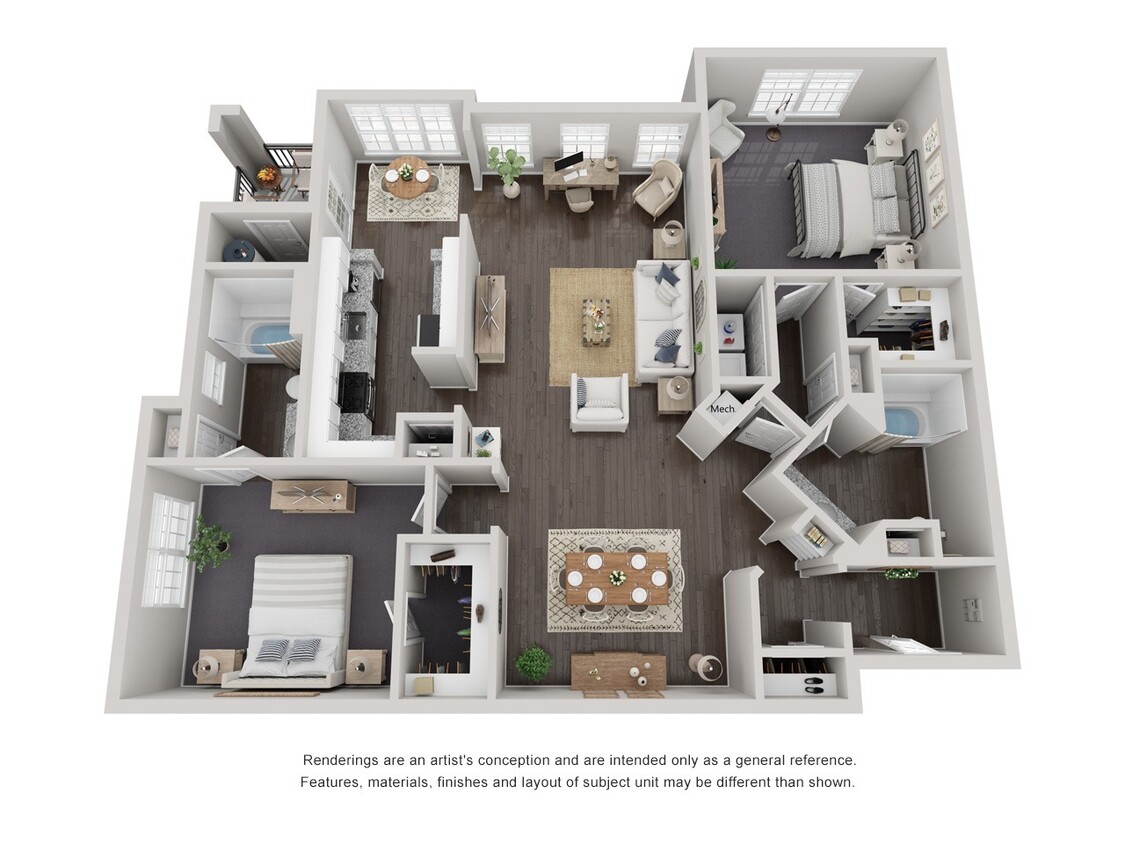 Mech.
Renderings are an artist's conception and are intended only as a general reference.
Features, materials, finishes and layout of subject unit may be different than shown.